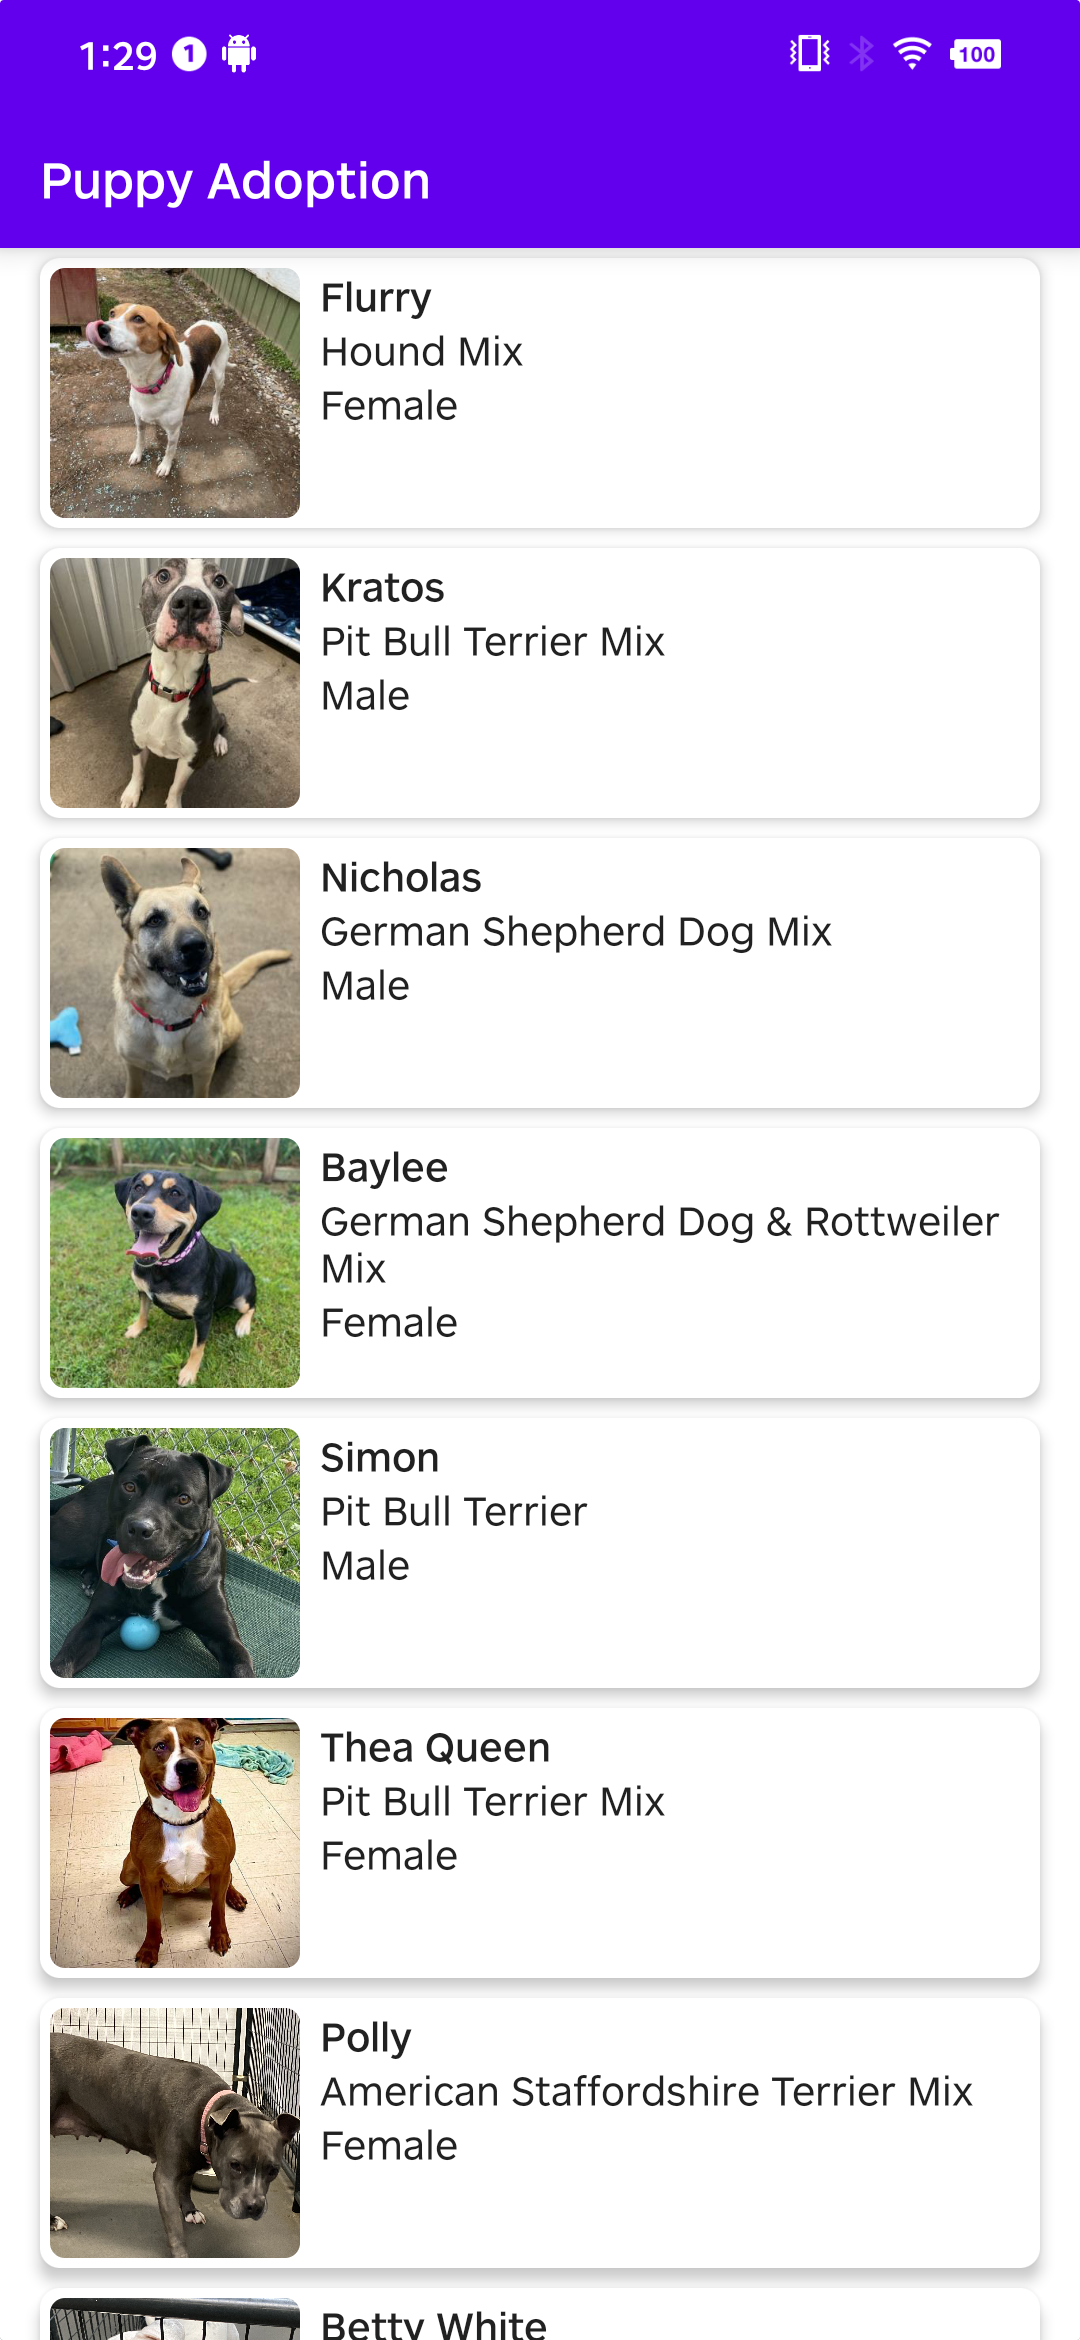 1:29 1 100
Puppy Adoption
Flurry
Hound Mix
Female
Kratos
Pit Bull Terrier Mix
Male
Nicholas
German Shepherd Dog Mix
Male
Baylee
German Shepherd Dog & Rottweiler
Mix
Female
Simon
Pit Bull Terrier
Male
Thea Queen
Pit Bull Terrier Mix
Female
Polly
American Staffordshire Terrier Mix
Female
Betty White